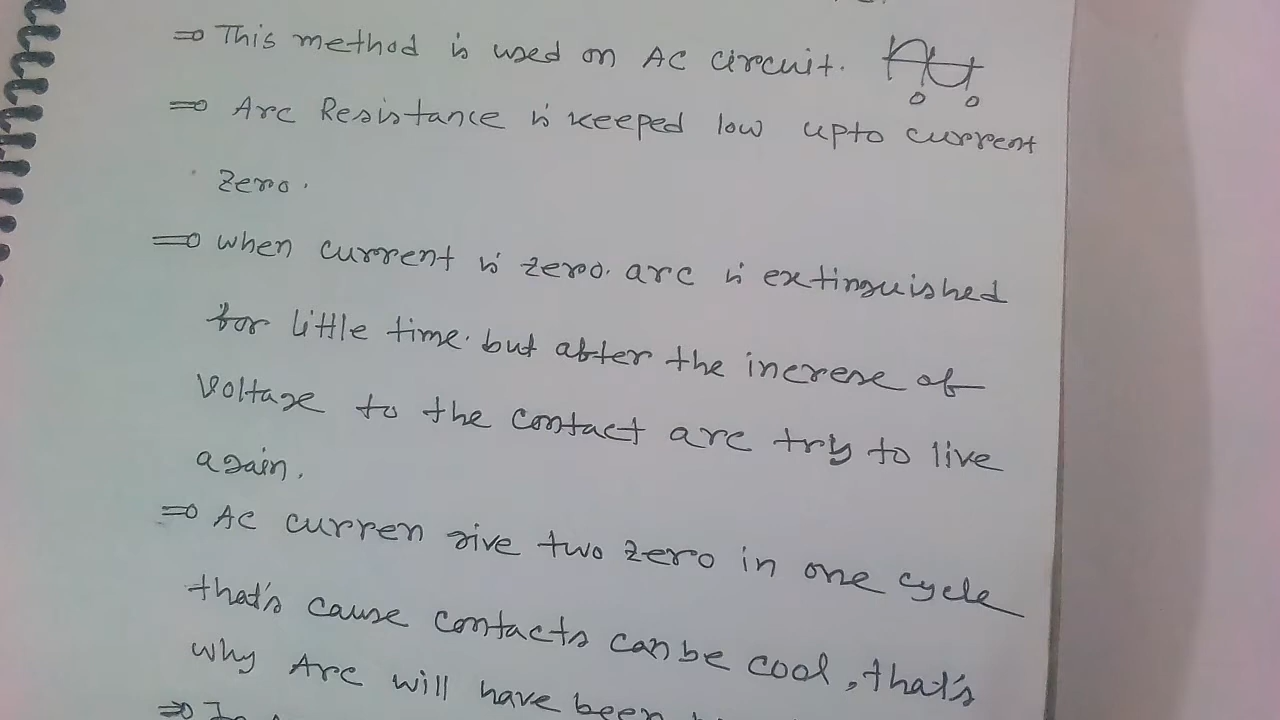 ⇒ This method is used on AC circuit.
0 0
⇒ Arc Resistance is keeped low upto current
zero.
⇒ when current is zero. arc is extinguished
for little time. but after the increse of
voltage to the contact arc try to live
again.
⇒ AC curren give two zero in one cycle
that's cause contacts can be cool, that's
why Arc will have been